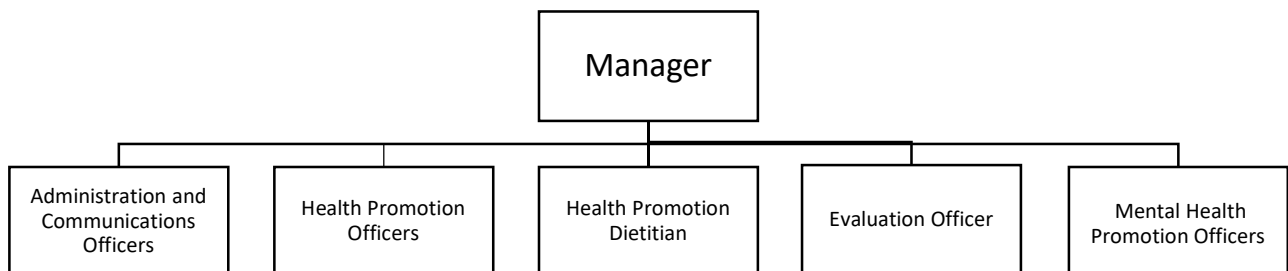 Manager
Administration and
Communications
Officers
Health Promotion
Officers
Health Promotion
Dietitian
Evaluation Officer
Mental Health
Promotion Officers